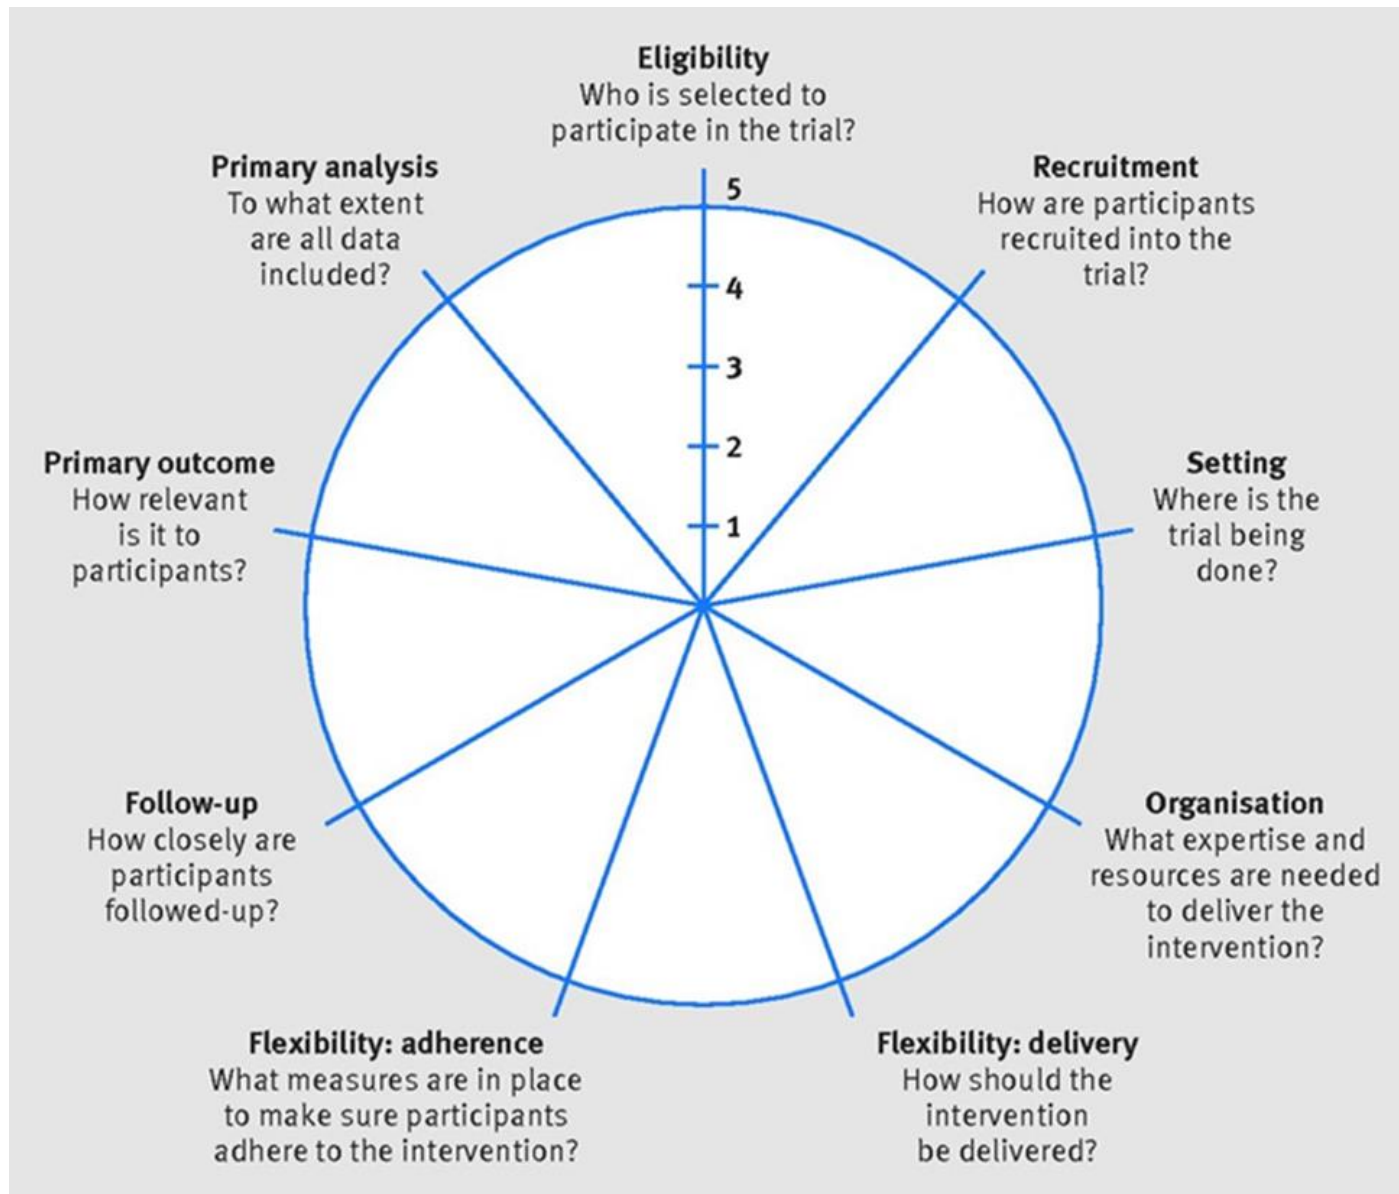 Eligibility
Who is selected to
participate in the trial?
Recruitment
How are participants
recruited into the
trial?
Setting
Where is the
trial being
done?
Organisation
What expertise and
resources are needed
to deliver the
intervention?
Flexibility: delivery
How should the
intervention
be delivered?
Flexibility: adherence
What measures are in place
to make sure participants
adhere to the intervention?
Follow-up
How closely are
participants
followed-up?
Primary outcome
How relevant
is it to
participants?
Primary analysis
To what extent
are all data
included?
5
4
3
2
1